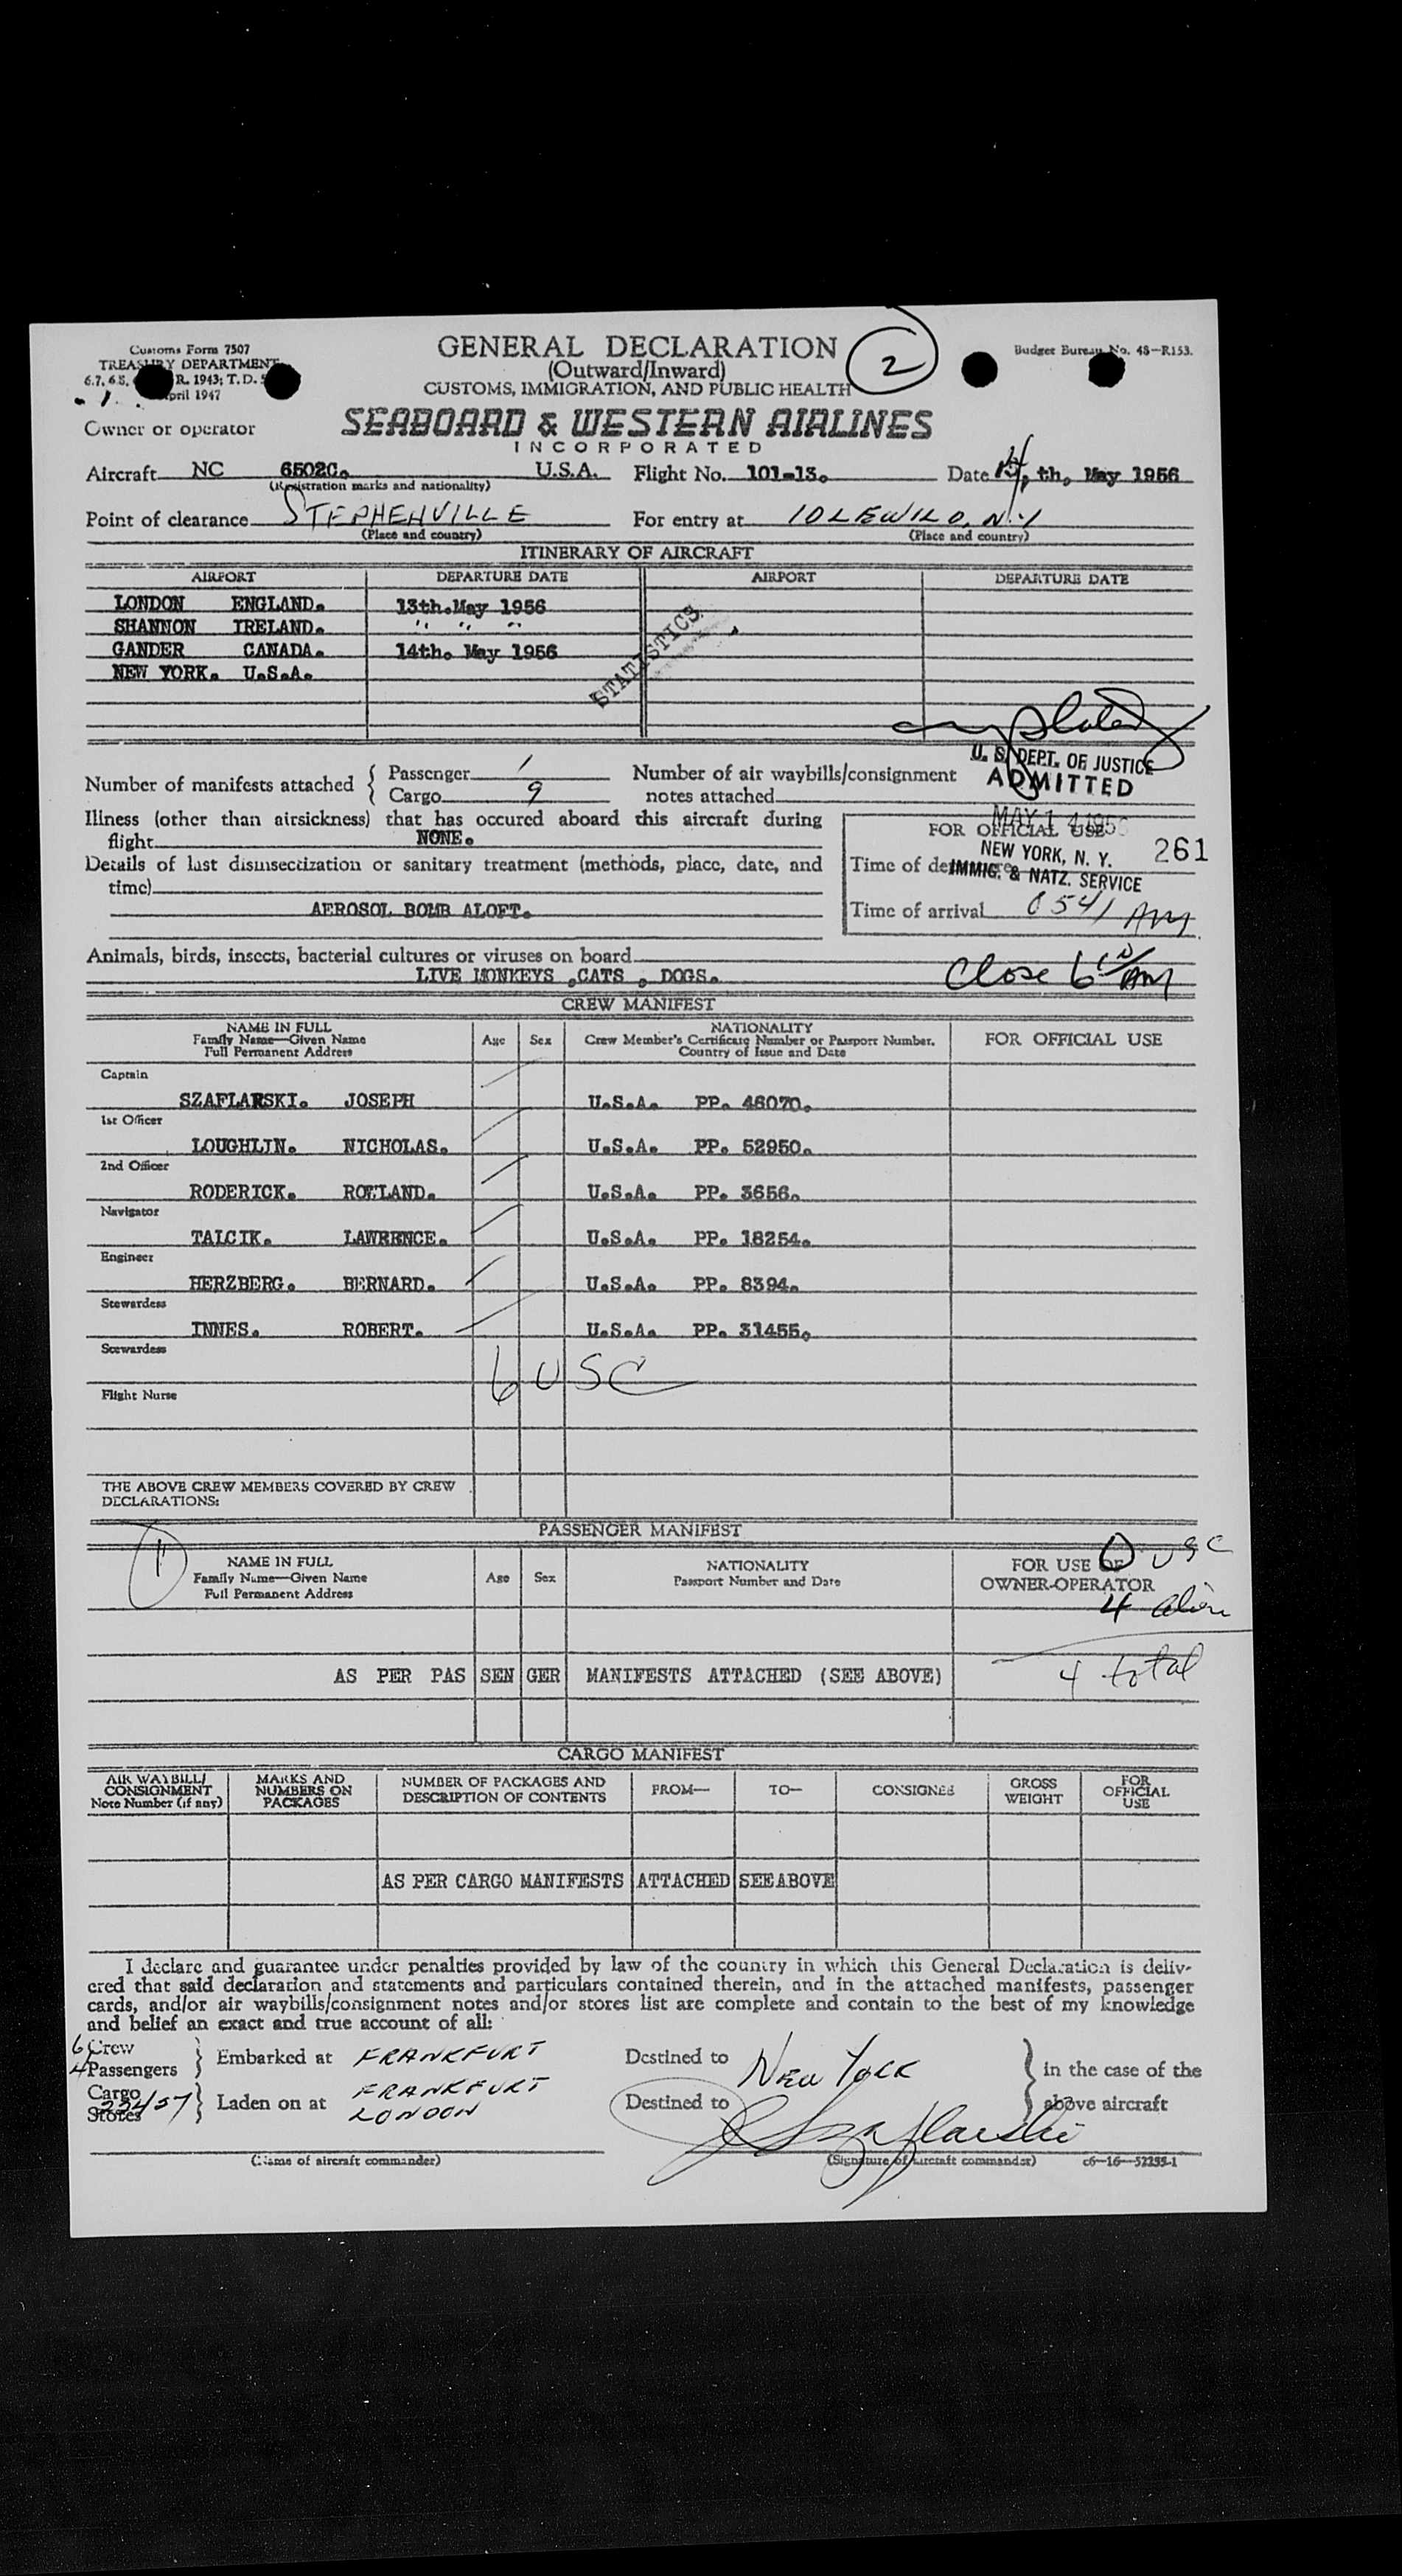 Customs Form 7507
TREASURY DEPARTMENT
R. 1943; T. D.
April 1947
GENERAL DECLARATION
(Outward/Inward)
CUSTOMS, IMMIGRATION, AND PUBLIC HEALTH
2
Budget Bureau No. 48—R153.
Owner or operator
SEABOARD & WESTERN AIRLINES
INCORPORATED
Aircraft NC 6502C. U.S.A. Flight No. 101-13. Date 14, th. May 1956
(Registration marks and nationality)
Point of clearance STEPHENVILLE For entry at IDLEWILD, N.Y
(Place and country) (Place and country)
ITINERARY OF AIRCRAFT
AIRPORT DEPARTURE DATE AIRPORT DEPARTURE DATE
LONDON ENGLAND. 13th.May 1956
SHANNON IRELAND. " " "
GANDER CANADA. 14th. May 1956
NEW YORK. U.S.A.
STATISTICS
Number of manifests attached { Passenger 1
Cargo 9
Number of air waybills/consignment
notes attached
U. S. DEPT. OF JUSTICE
ADMITTED
MAY 14 1956
NEW YORK, N. Y. 261
IMMIG. & NATZ. SERVICE
Illness (other than airsickness) that has occured aboard this aircraft during
flight NONE.
FOR OFFICIAL USE
Details of last disinsectization or sanitary treatment (methods, place, date, and
time)
AEROSOL BOMB ALOFT.
Time of departure
Time of arrival 0541 AM
Animals, birds, insects, bacterial cultures or viruses on board
LIVE MONKEYS ,CATS , DOGS.
Close 6 10/ AM
CREW MANIFEST
NAME IN FULL
Family Name—Given Name
Full Permanent Address
Age Sex
NATIONALITY
Crew Member's Certificate Number or Passport Number.
Country of Issue and Date
FOR OFFICIAL USE
Captain
SZAFLARSKI. JOSEPH U.S.A. PP. 46070.
1st Officer
LOUGHLIN. NICHOLAS. U.S.A. PP. 52950.
2nd Officer
RODERICK. ROWLAND. U.S.A. PP. 3656.
Navigator
TALCIK. LAWRENCE. U.S.A. PP. 18254.
Engineer
HERZBERG. BERNARD. U.S.A. PP. 8394.
Stewardess
INNES. ROBERT. U.S.A. PP. 31455.
Stewardess
6 USC
Flight Nurse
THE ABOVE CREW MEMBERS COVERED BY CREW
DECLARATIONS:
PASSENGER MANIFEST
1
NAME IN FULL
Family Name—Given Name
Full Permanent Address
Age Sex
NATIONALITY
Passport Number and Date
FOR USE OF
OWNER-OPERATOR
0 USC
4 alien
4 total
AS PER PAS SEN GER MANIFESTS ATTACHED (SEE ABOVE)
CARGO MANIFEST
AIR WAYBILL/
CONSIGNMENT
Note Number (if any)
MARKS AND
NUMBERS ON
PACKAGES
NUMBER OF PACKAGES AND
DESCRIPTION OF CONTENTS
FROM— TO— CONSIGNEE
GROSS
WEIGHT
FOR
OFFICIAL
USE
AS PER CARGO MANIFESTS ATTACHED SEE ABOVE
I declare and guarantee under penalties provided by law of the country in which this General Declaration is deliv-
ered that said declaration and statements and particulars contained therein, and in the attached manifests, passenger
cards, and/or air waybills/consignment notes and/or stores list are complete and contain to the best of my knowledge
and belief an exact and true account of all:
6 Crew
4 Passengers } Embarked at FRANKFURT Destined to NEW YORK } in the case of the
Cargo
Stores } Laden on at FRANKFURT
LONDON
Destined to } above aircraft
J Szaflarski
(Name of aircraft commander) (Signature of aircraft commander) c6—16—52255-1